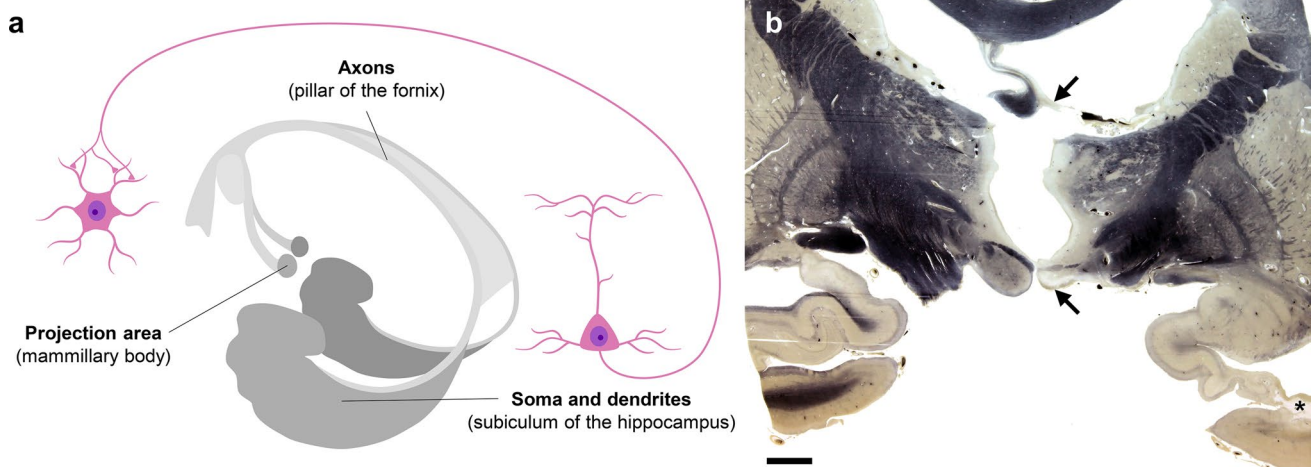 a
Axons
(pillar of the fornix)
Projection area
(mammillary body)
Soma and dendrites
(subiculum of the hippocampus)
b
*